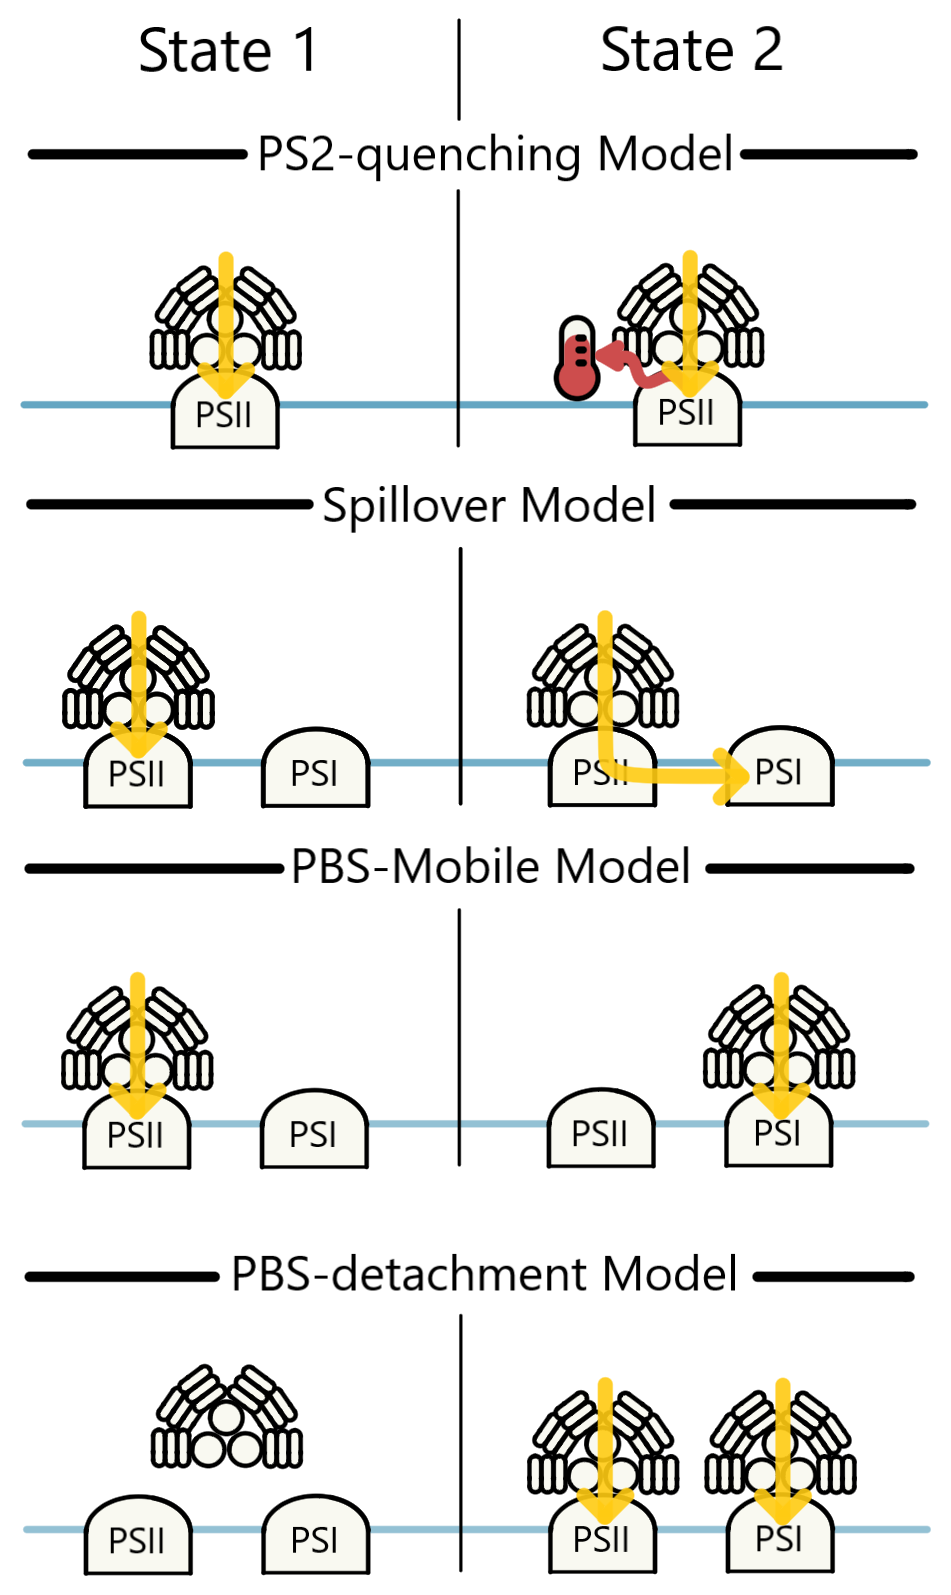 State 1
State 2
PS2-quenching Model
PSII
PSII
Spillover Model
PSII
PSI
PSII
PSI
PBS-Mobile Model
PSII
PSI
PSII
PSI
PBS-detachment Model
PSII
PSI
PSII
PSI